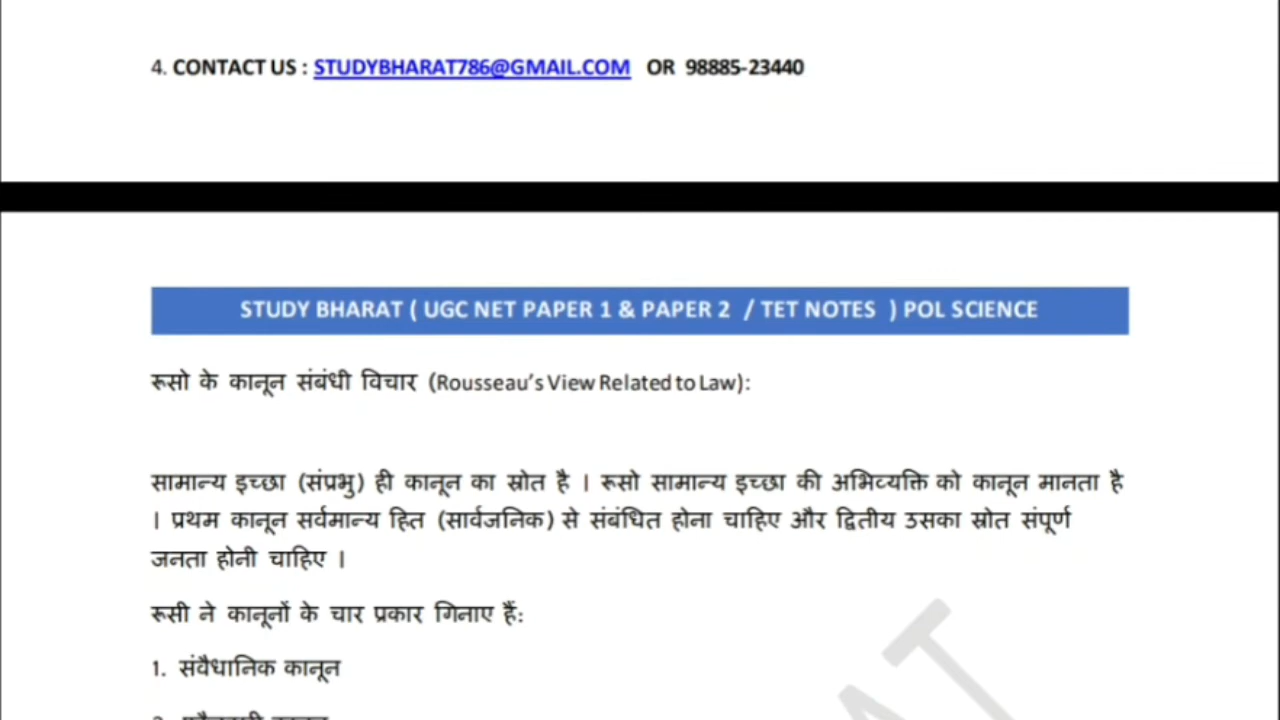 4. CONTACT US : STUDYBHARAT786@GMAIL.COM OR 98885-23440
STUDY BHARAT ( UGC NET PAPER 1 & PAPER 2 / TET NOTES ) POL SCIENCE
रूसो के कानून संबंधी विचार (Rousseau's View Related to Law):
सामान्य इच्छा (संप्रभु) ही कानून का स्रोत है । रूसो सामान्य इच्छा की अभिव्यक्ति को कानून मानता है
। प्रथम कानून सर्वमान्य हित (सार्वजनिक) से संबंधित होना चाहिए और द्वितीय उसका स्रोत संपूर्ण
जनता होनी चाहिए ।
रूसी ने कानूनों के चार प्रकार गिनाए हैं:
1. संवैधानिक कानून